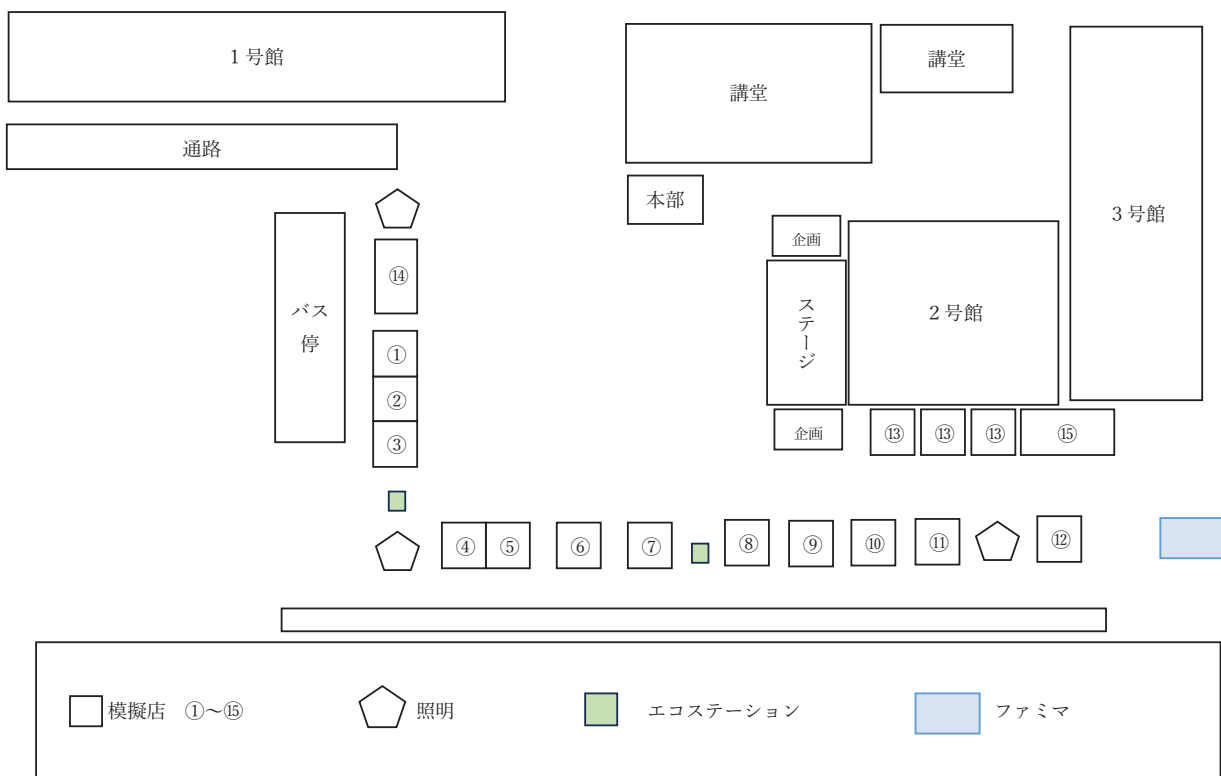 1号館
講堂
講堂
通路
本部
3号館
企画
⑭
バス
停
ステージ
2号館
①
②
③
企画
⑬
⑬
⑬
⑮
④
⑤
⑥
⑦
⑧
⑨
⑩
⑪
⑫
模擬店 ①~⑮
照明
エコステーション
ファミマ